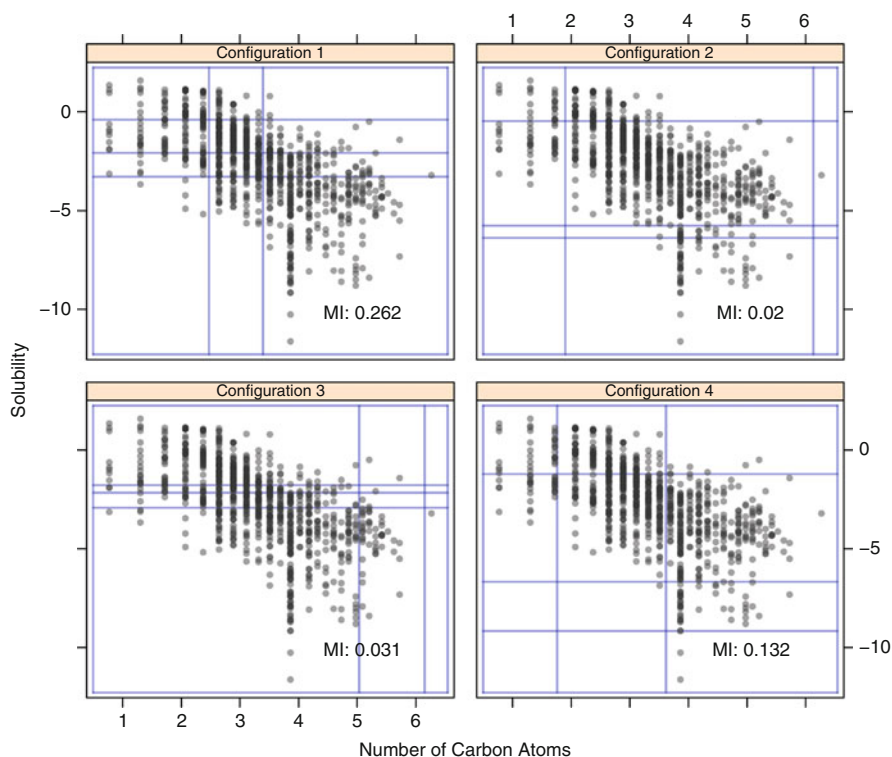 1 2 3 4 5 6
Configuration 1
Configuration 2
0
−5
−10
MI: 0.262
MI: 0.02
Solubility
Configuration 3
Configuration 4
0
−5
−10
MI: 0.031
MI: 0.132
1 2 3 4 5 6
Number of Carbon Atoms